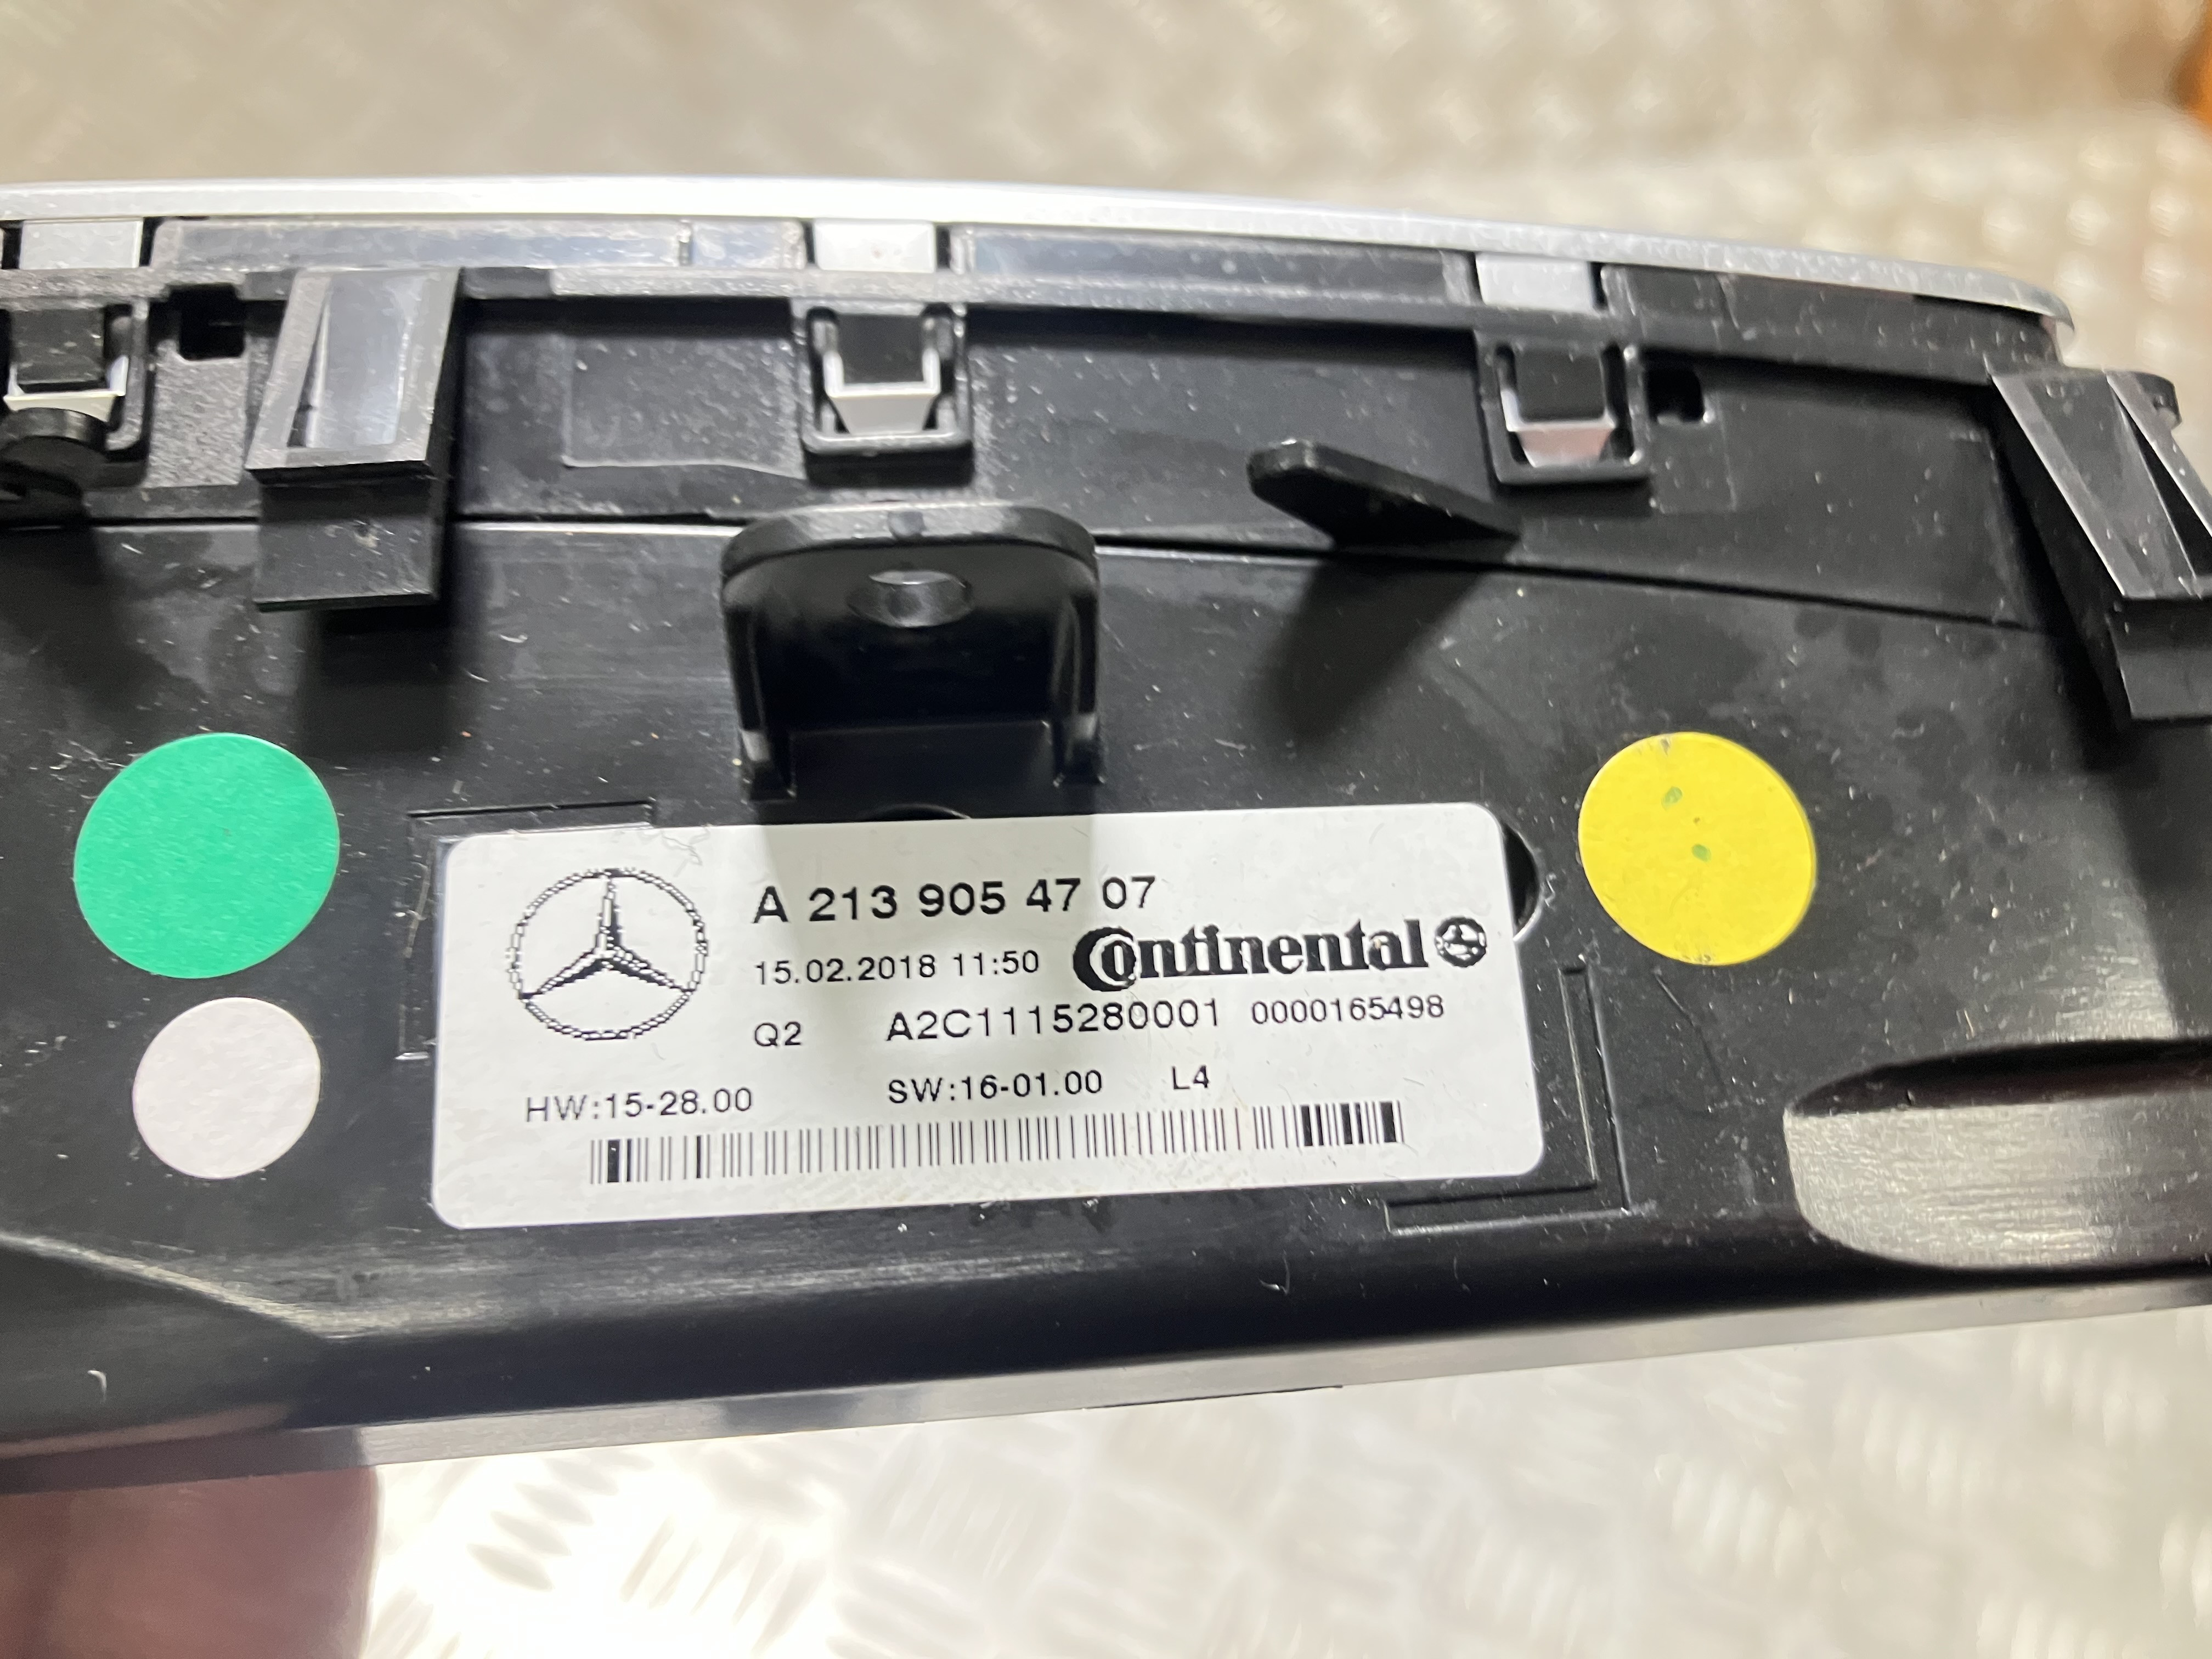 A 213 905 47 07
15.02.2018 11:50 Continental
Q2 A2C1115280001 0000165498
HW:15-28.00 SW:16-01.00 L4